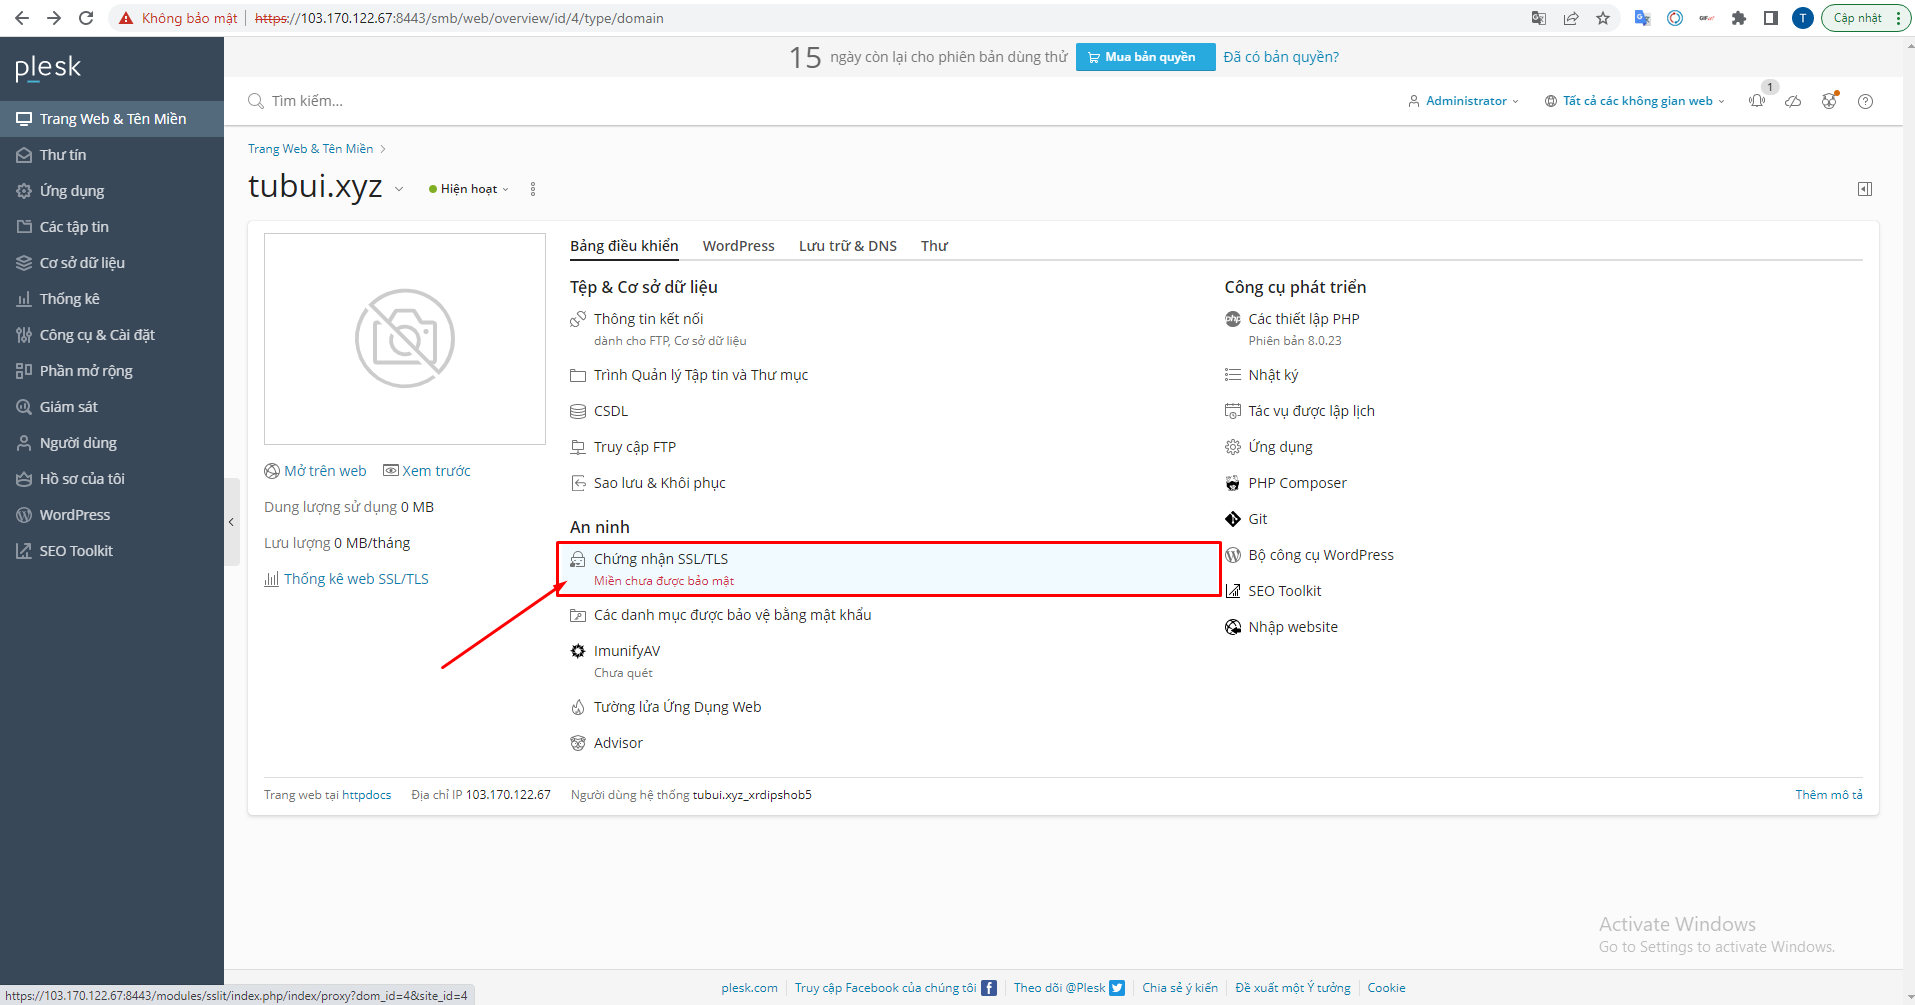 Không bảo mật | https://103.170.122.67:8443/smb/web/overview/id/4/type/domain
T
Cập nhật
plesk
15 ngày còn lại cho phiên bản dùng thử
Mua bản quyền
Đã có bản quyền?
Tìm kiếm...
Administrator
Tất cả các không gian web
1
Trang Web & Tên Miền
Thư tín
Ứng dụng
Các tập tin
Cơ sở dữ liệu
Thống kê
Công cụ & Cài đặt
Phần mở rộng
Giám sát
Người dùng
Hồ sơ của tôi
WordPress
SEO Toolkit
Trang Web & Tên Miền >
tubui.xyz
Hiện hoạt
Mở trên web
Xem trước
Dung lượng sử dụng 0 MB
Lưu lượng 0 MB/tháng
Thống kê web SSL/TLS
Bảng điều khiển
WordPress
Lưu trữ & DNS
Thư
Tệp & Cơ sở dữ liệu
Thông tin kết nối
dành cho FTP, Cơ sở dữ liệu
Trình Quản lý Tập tin và Thư mục
CSDL
Truy cập FTP
Sao lưu & Khôi phục
An ninh
Chứng nhận SSL/TLS
Miền chưa được bảo mật
Các danh mục được bảo vệ bằng mật khẩu
ImunifyAV
Chưa quét
Tường lửa Ứng Dụng Web
Advisor
Công cụ phát triển
php
Các thiết lập PHP
Phiên bản 8.0.23
Nhật ký
Tác vụ được lập lịch
Ứng dụng
PHP Composer
Git
Bộ công cụ WordPress
SEO Toolkit
Nhập website
Trang web tại httpdocs
Địa chỉ IP 103.170.122.67
Người dùng hệ thống tubui.xyz_xrdipshob5
Thêm mô tả
Activate Windows
Go to Settings to activate Windows.
plesk.com
Truy cập Facebook của chúng tôi
Theo dõi @Plesk
Chia sẻ ý kiến
Đề xuất một Ý tưởng
Cookie
https://103.170.122.67:8443/modules/sslit/index.php/index/proxy?dom_id=4&site_id=4